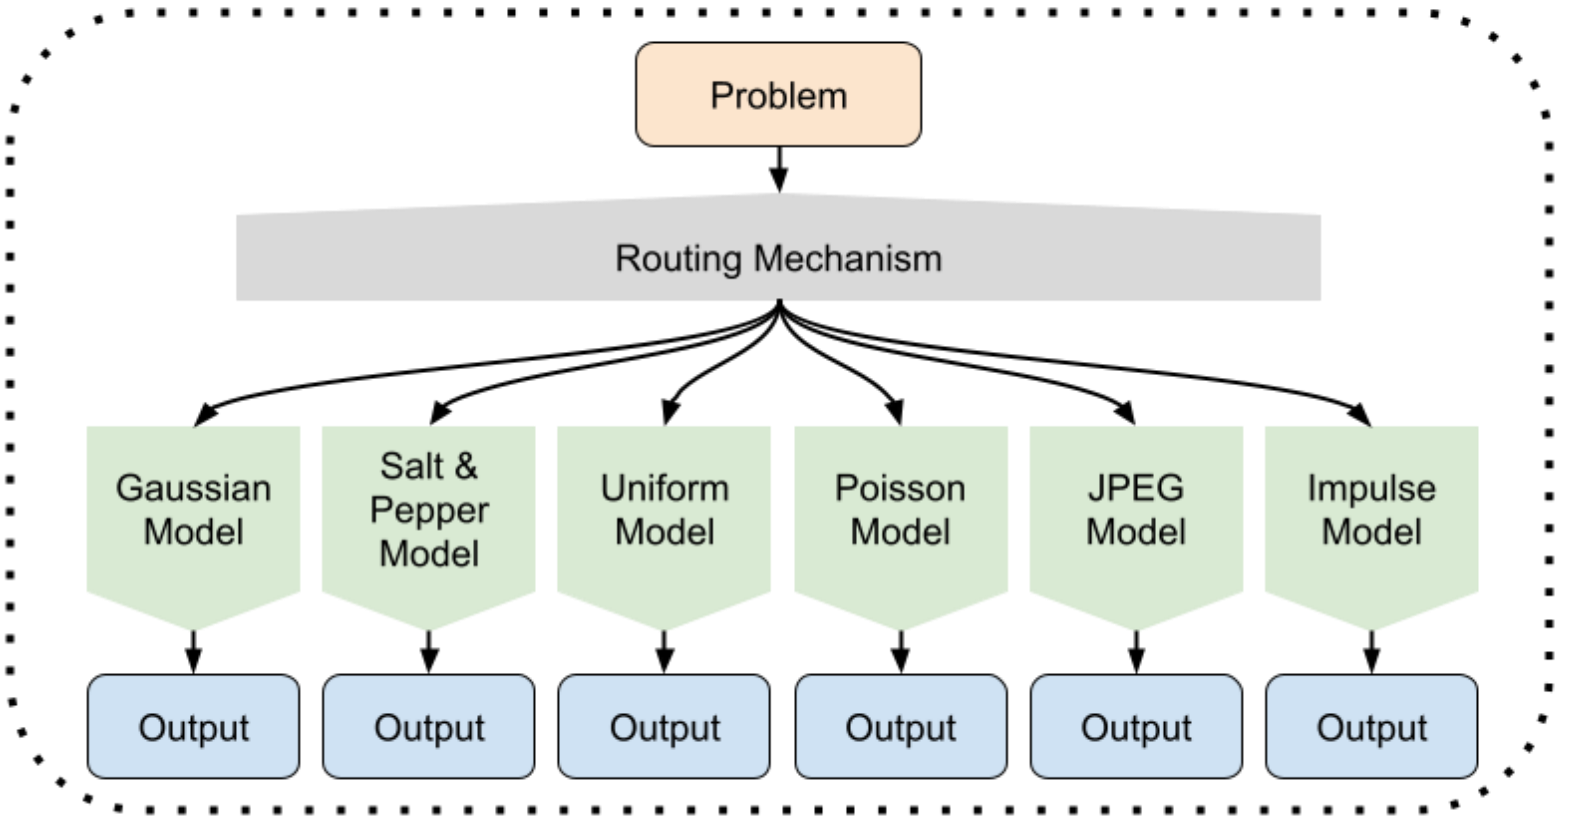 Problem
Routing Mechanism
Gaussian
Model
Salt &
Pepper
Model
Uniform
Model
Poisson
Model
JPEG
Model
Impulse
Model
Output
Output
Output
Output
Output
Output